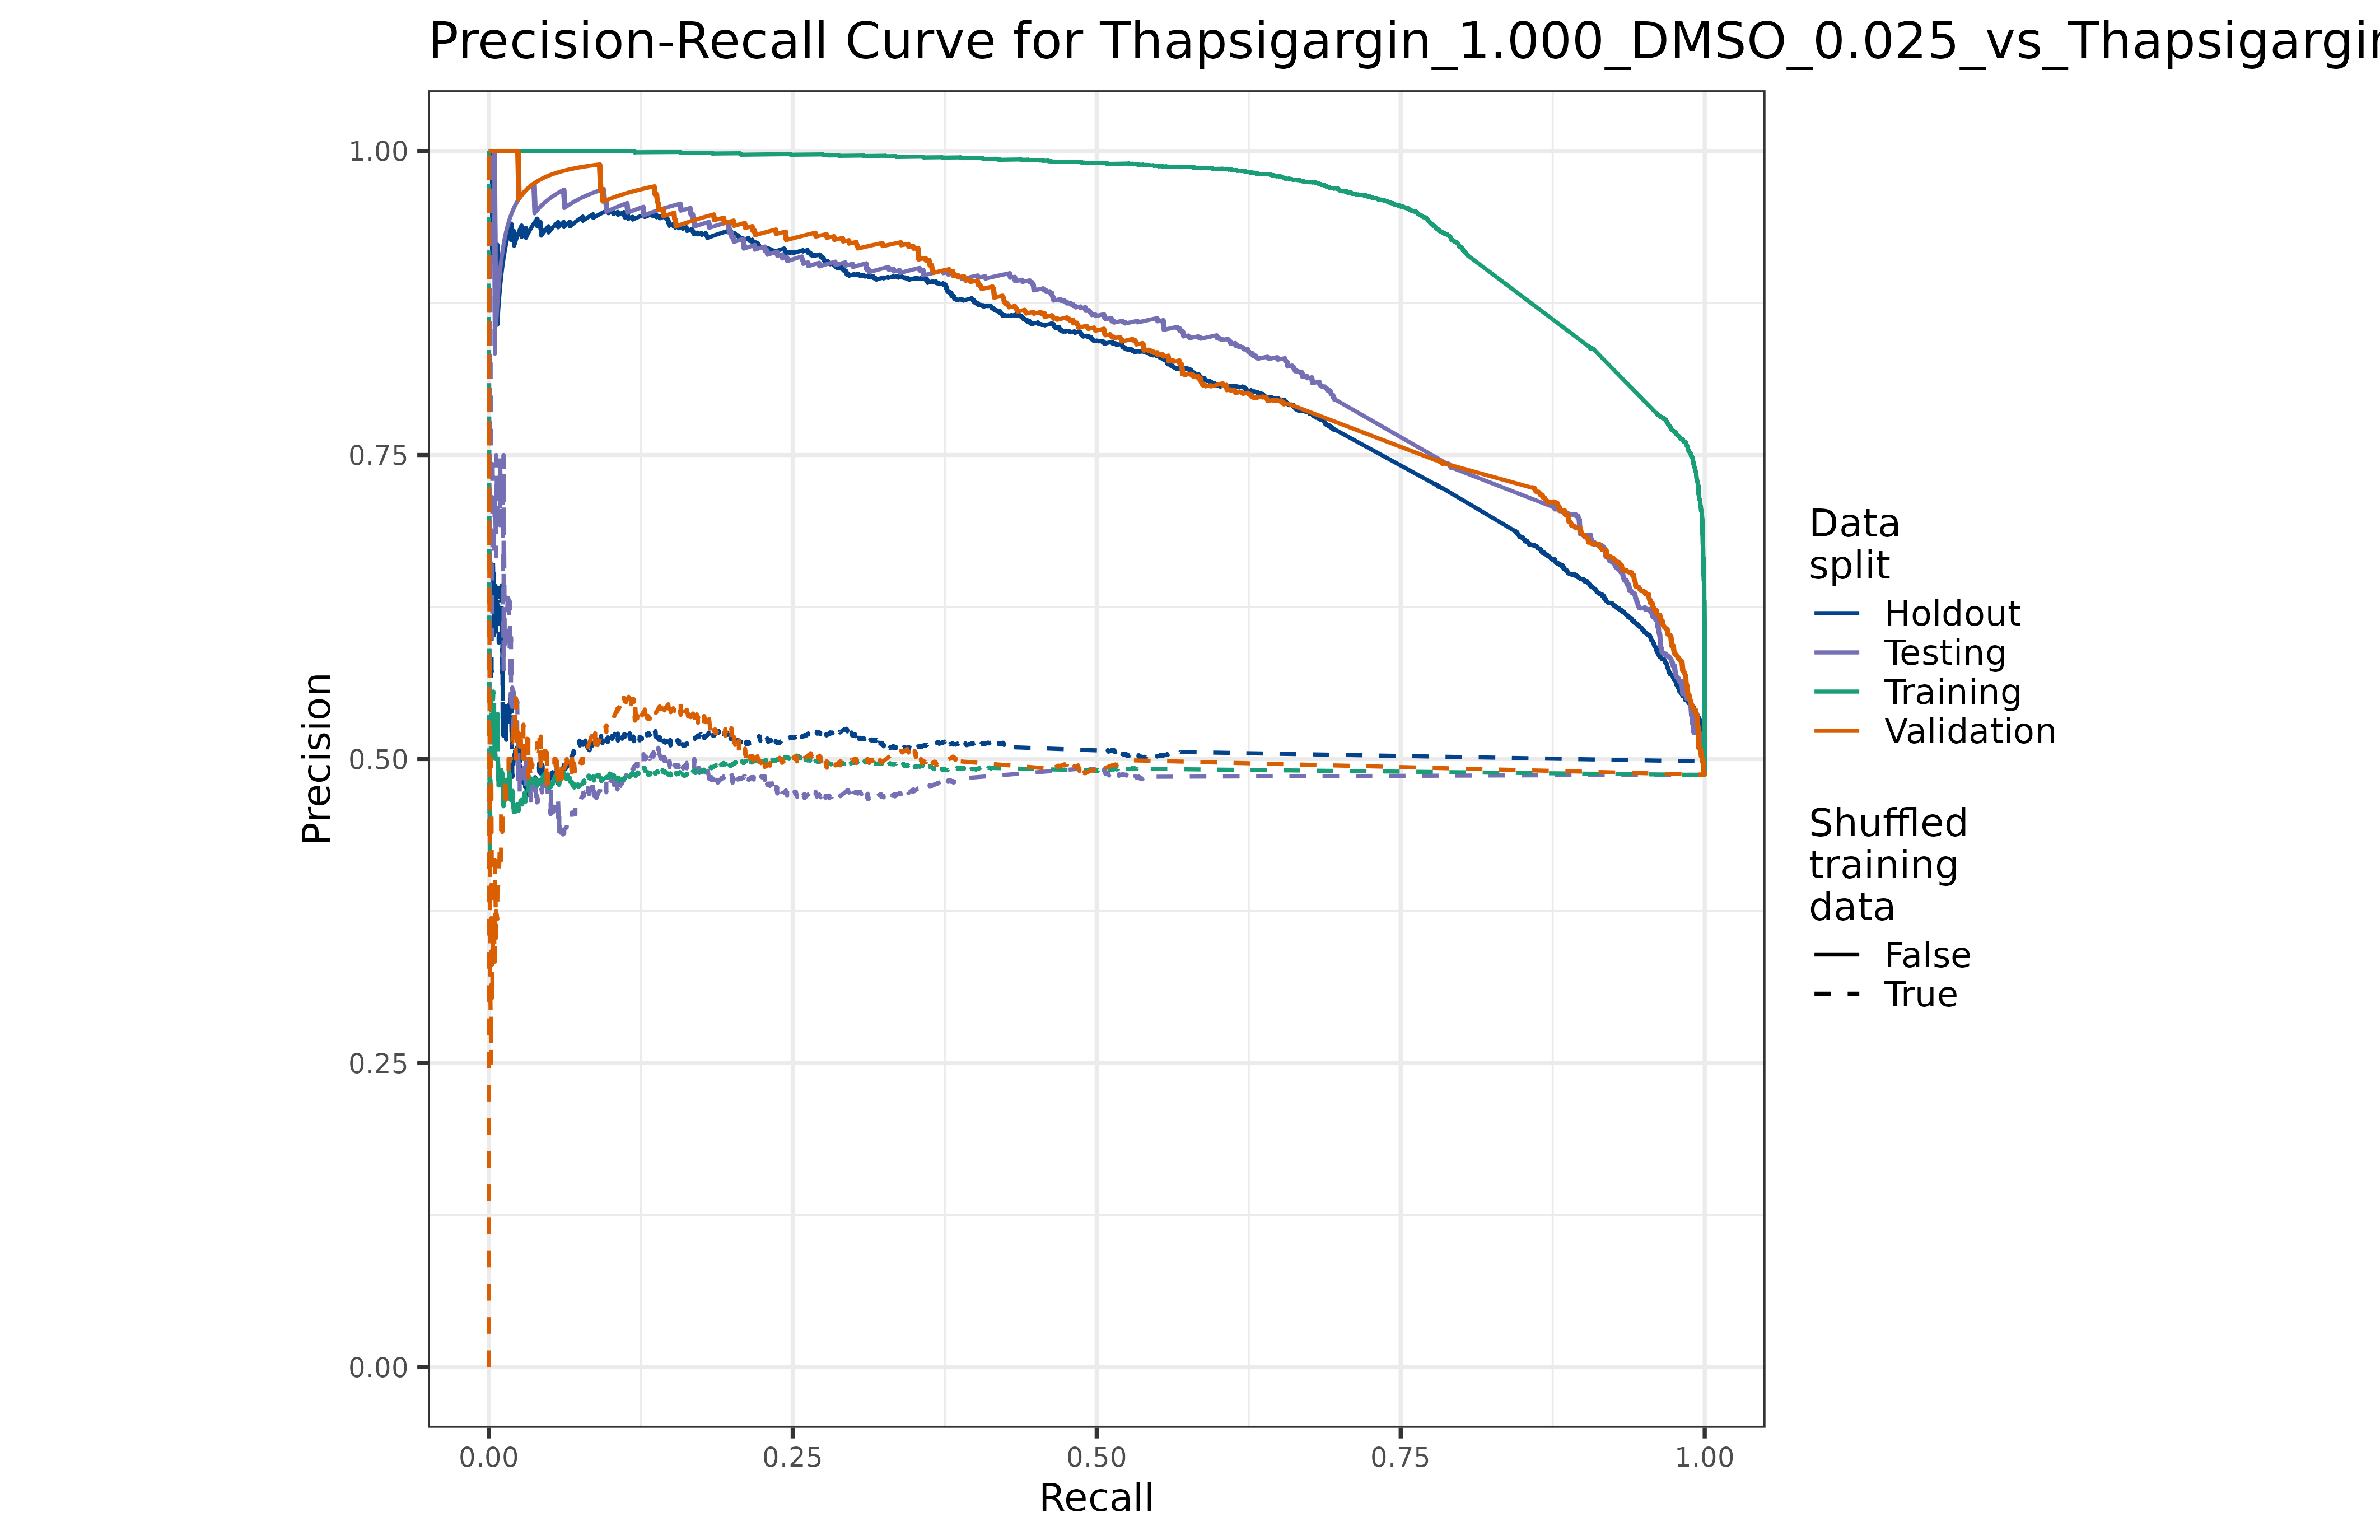 Precision-Recall Curve for Thapsigargin_1.000_DMSO_0.025_vs_Thapsigargin
1.00
0.75
0.50
0.25
0.00
Precision
0.00 0.25 0.50 0.75 1.00
Recall
Data
split
Holdout
Testing
Training
Validation
Shuffled
training
data
False
True